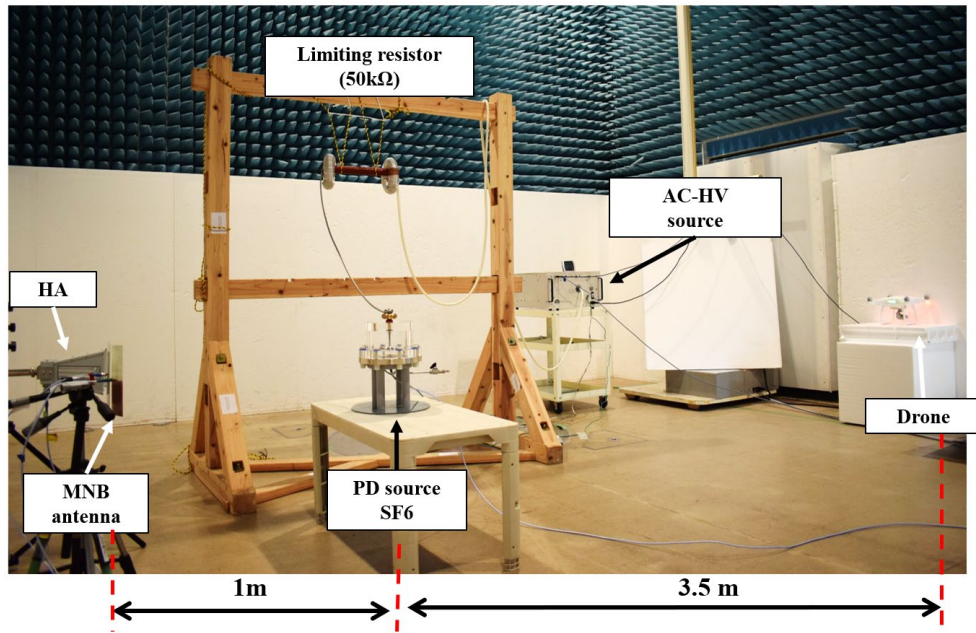 Limiting resistor
(50kΩ)
AC-HV
source
HA
MNB
antenna
PD source
SF6
Drone
1m
3.5 m